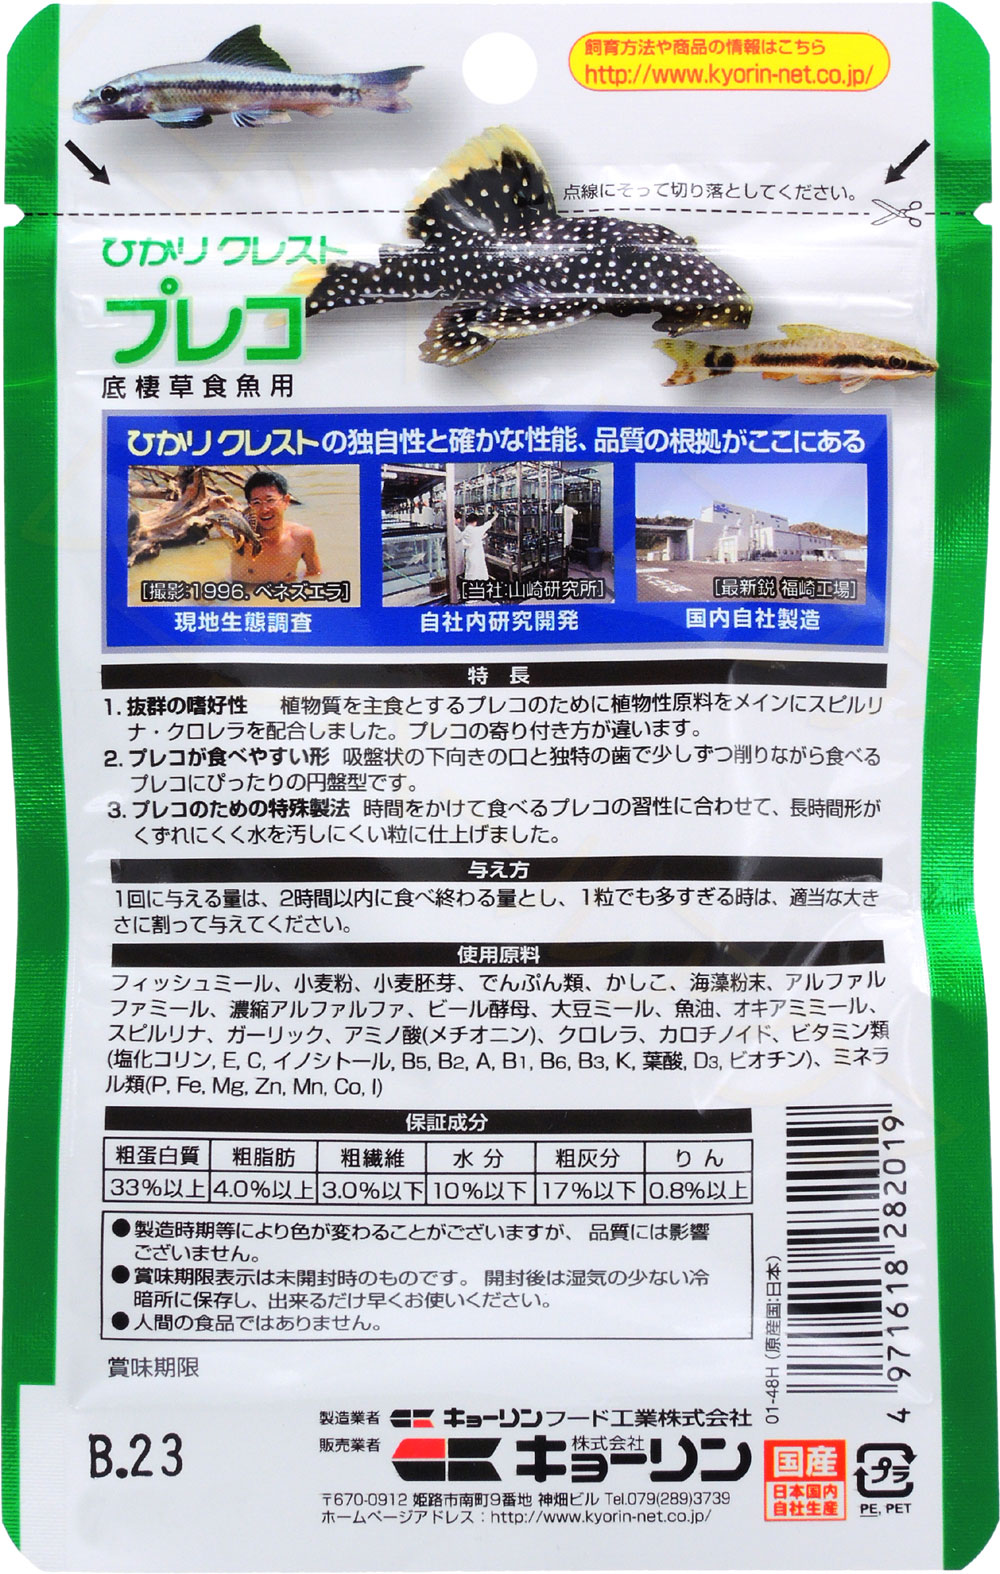 飼育方法や商品の情報はこちら
http://www.kyorin-net.co.jp/
点線にそって切り落としてください。
ひかりクレスト
プレコ
底棲草食魚用
ひかりクレストの独自性と確かな性能、品質の根拠がここにある
[撮影:1996. ベネズエラ]
[当社:山崎研究所]
[最新鋭 福崎工場]
現地生態調査
自社内研究開発
国内自社製造
特 長
1. 抜群の嗜好性 植物質を主食とするプレコのために植物性原料をメインにスピルリ
ナ・クロレラを配合しました。プレコの寄り付き方が違います。
2. プレコが食べやすい形 吸盤状の下向きの口と独特の歯で少しずつ削りながら食べる
プレコにぴったりの円盤型です。
3. プレコのための特殊製法 時間をかけて食べるプレコの習性に合わせて、長時間形が
くずれにくく水を汚しにくい粒に仕上げました。
与え方
1回に与える量は、2時間以内に食べ終わる量とし、1粒でも多すぎる時は、適当な大き
さに割って与えてください。
使用原料
フィッシュミール、小麦粉、小麦胚芽、でんぷん類、かしこ、海藻粉末、アルファル
ファミール、濃縮アルファルファ、ビール酵母、大豆ミール、魚油、オキアミミール、
スピルリナ、ガーリック、アミノ酸(メチオニン)、クロレラ、カロチノイド、ビタミン類
(塩化コリン, E, C, イノシトール, B5, B2, A, B1, B6, B3, K, 葉酸, D3, ビオチン)、ミネラ
ル類(P, Fe, Mg, Zn, Mn, Co, I)
保証成分
粗蛋白質 粗脂肪 粗繊維 水分 粗灰分 りん
33%以上 4.0%以上 3.0%以下 10%以下 17%以下 0.8%以上
●製造時期等により色が変わることがございますが、品質には影響
ございません。
●賞味期限表示は未開封時のものです。開封後は湿気の少ない冷
暗所に保存し、出来るだけ早くお使いください。
●人間の食品ではありません。
01-48H (原産国:日本)
4 971618 282019
賞味期限
B.23
製造業者 キョーリンフード工業株式会社
販売業者 株式会社 キョーリン
〒670-0912 姫路市南町9番地 神畑ビル Tel.079(289)3739
ホームページアドレス:http://www.kyorin-net.co.jp/
国産
日本国内
自社生産
プラ
PE, PET